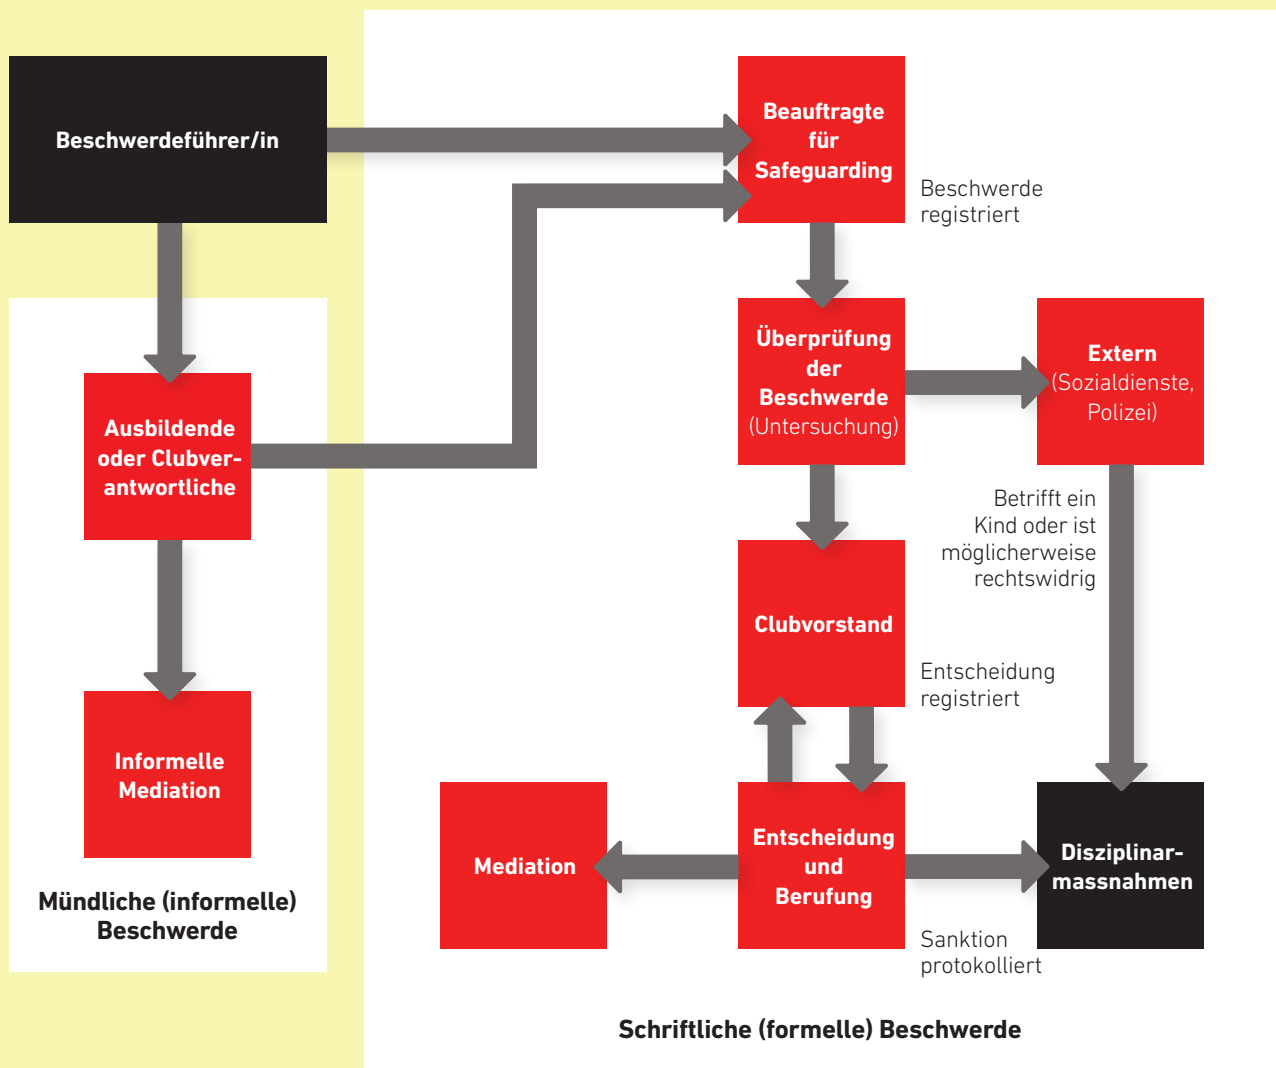 Beschwerdeführer/in
Ausbildende
oder Clubver-
antwortliche
Informelle
Mediation
Mündliche (informelle)
Beschwerde
Beauftragte
für
Safeguarding
Beschwerde
registriert
Überprüfung
der
Beschwerde
(Untersuchung)
Extern
(Sozialdienste,
Polizei)
Betrifft ein
Kind oder ist
möglicherweise
rechtswidrig
Clubvorstand
Entscheidung
registriert
Mediation
Entscheidung
und
Berufung
Disziplinar-
massnahmen
Sanktion
protokolliert
Schriftliche (formelle) Beschwerde